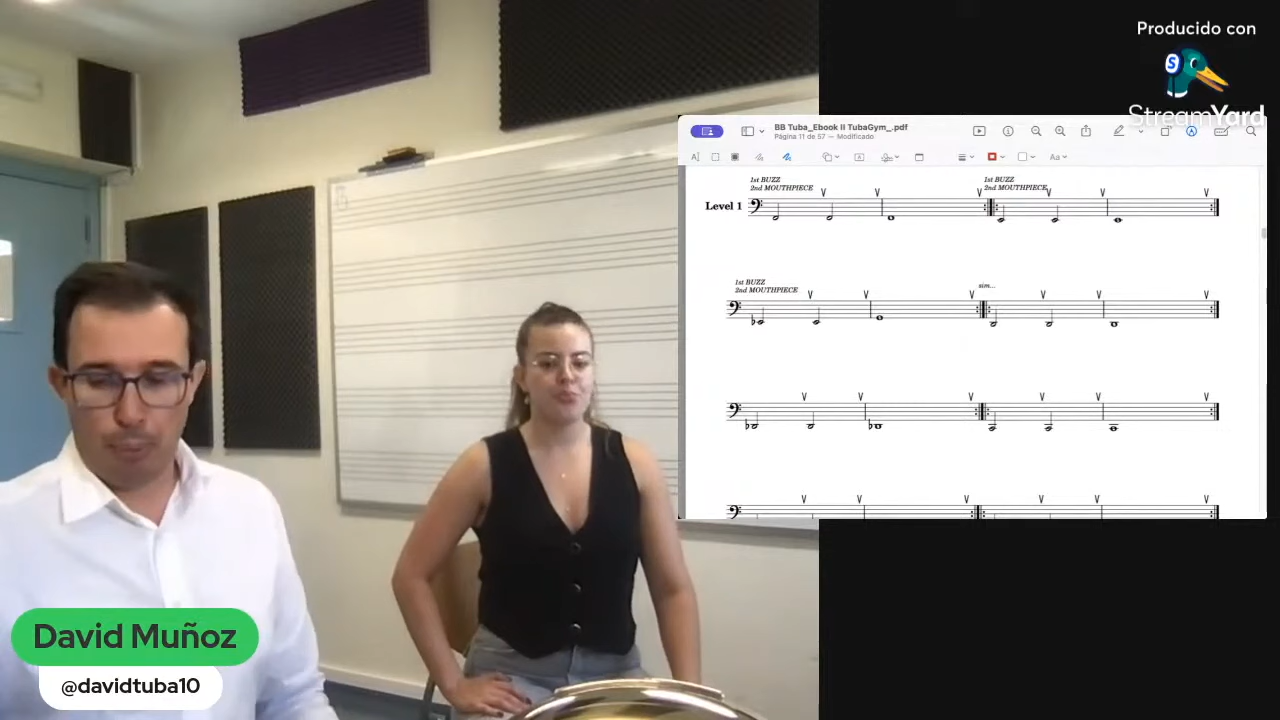 Producido con
StreamYard
BB Tuba_Ebook II TubaGym_.pdf
Página 11 de 57 — Modificado
1st BUZZ
2nd MOUTHPIECE
1st BUZZ
2nd MOUTHPIECE
Level 1
1st BUZZ
2nd MOUTHPIECE
sim...
David Muñoz
@davidtuba10